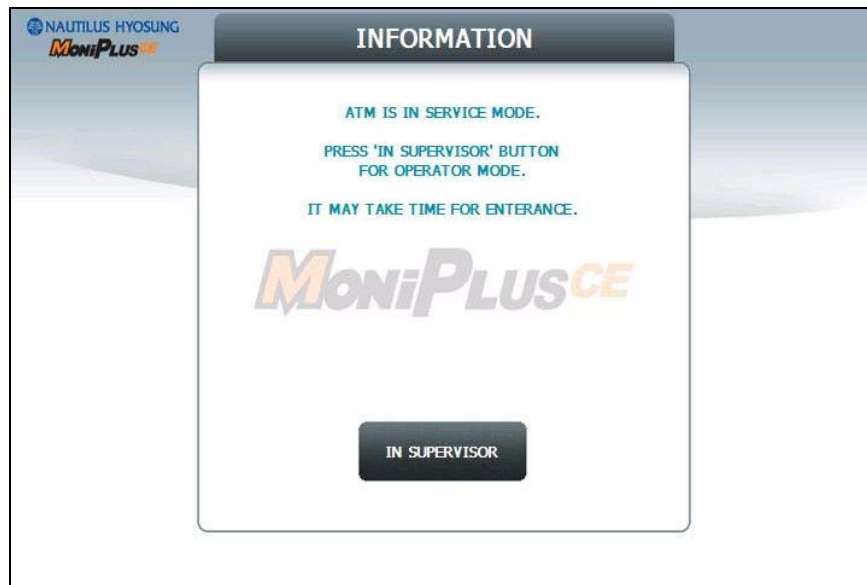 NAUTILUS HYOSUNG
MoniPlusCE
INFORMATION
ATM IS IN SERVICE MODE.
PRESS 'IN SUPERVISOR' BUTTON
FOR OPERATOR MODE.
IT MAY TAKE TIME FOR ENTERANCE.
MoniPlusCE
IN SUPERVISOR